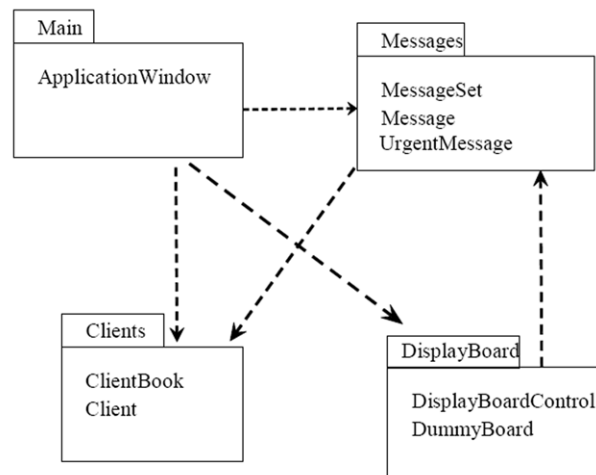 Main
ApplicationWindow
Messages
MessageSet
Message
UrgentMessage
Clients
ClientBook
Client
DisplayBoard
DisplayBoardControl
DummyBoard